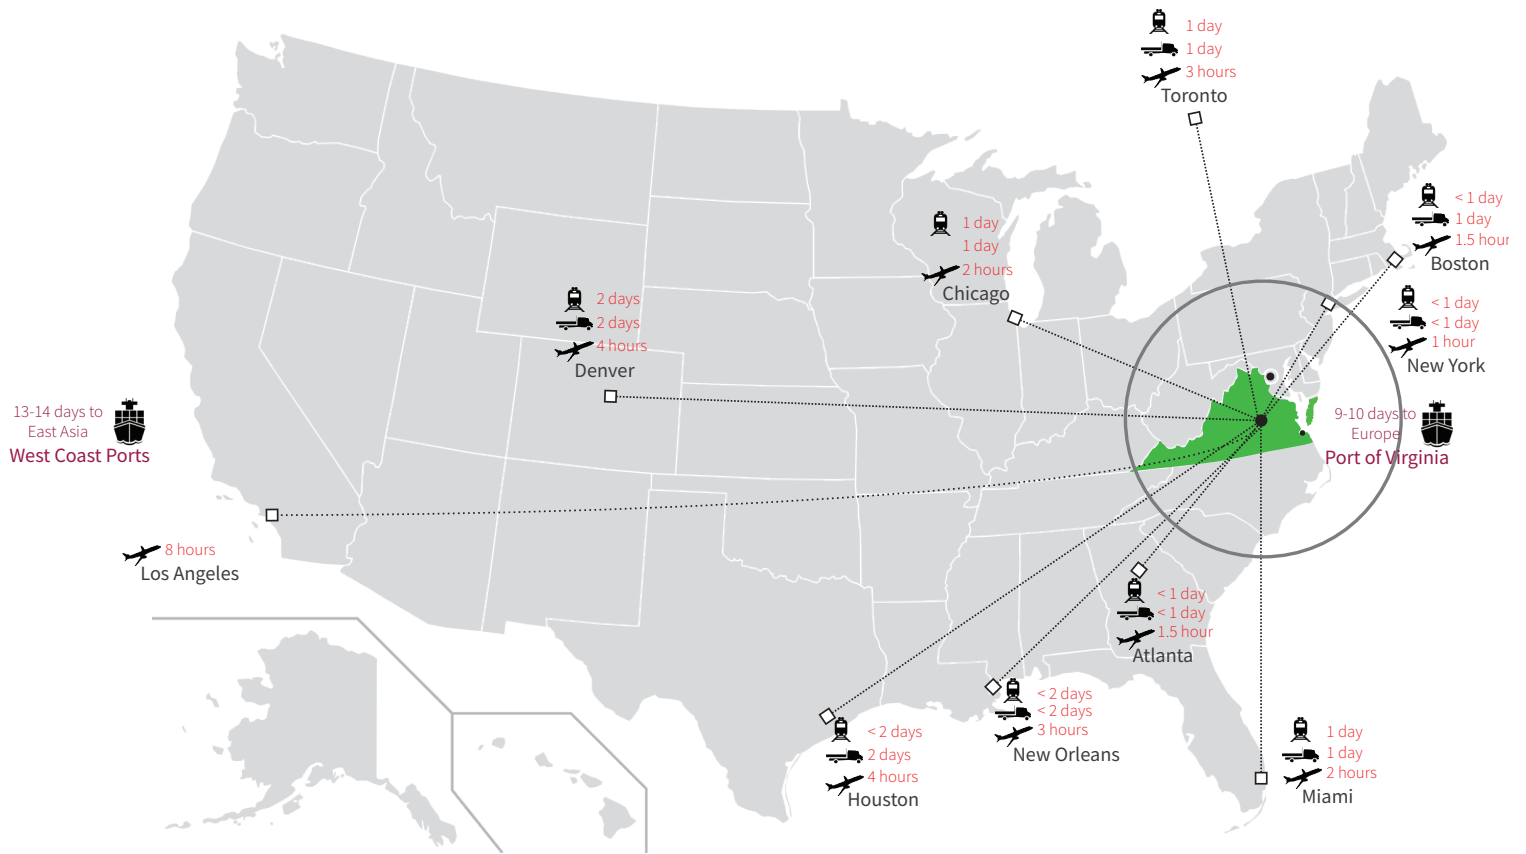 1 day
1 day
3 hours
Toronto
< 1 day
1 day
1.5 hour
Boston
1 day
1 day
2 hours
Chicago
< 1 day
< 1 day
1 hour
New York
2 days
2 days
4 hours
Denver
13-14 days to
East Asia
West Coast Ports
9-10 days to
Europe
Port of Virginia
8 hours
Los Angeles
< 1 day
< 1 day
1.5 hour
Atlanta
< 2 days
< 2 days
3 hours
New Orleans
< 2 days
2 days
4 hours
Houston
1 day
1 day
2 hours
Miami